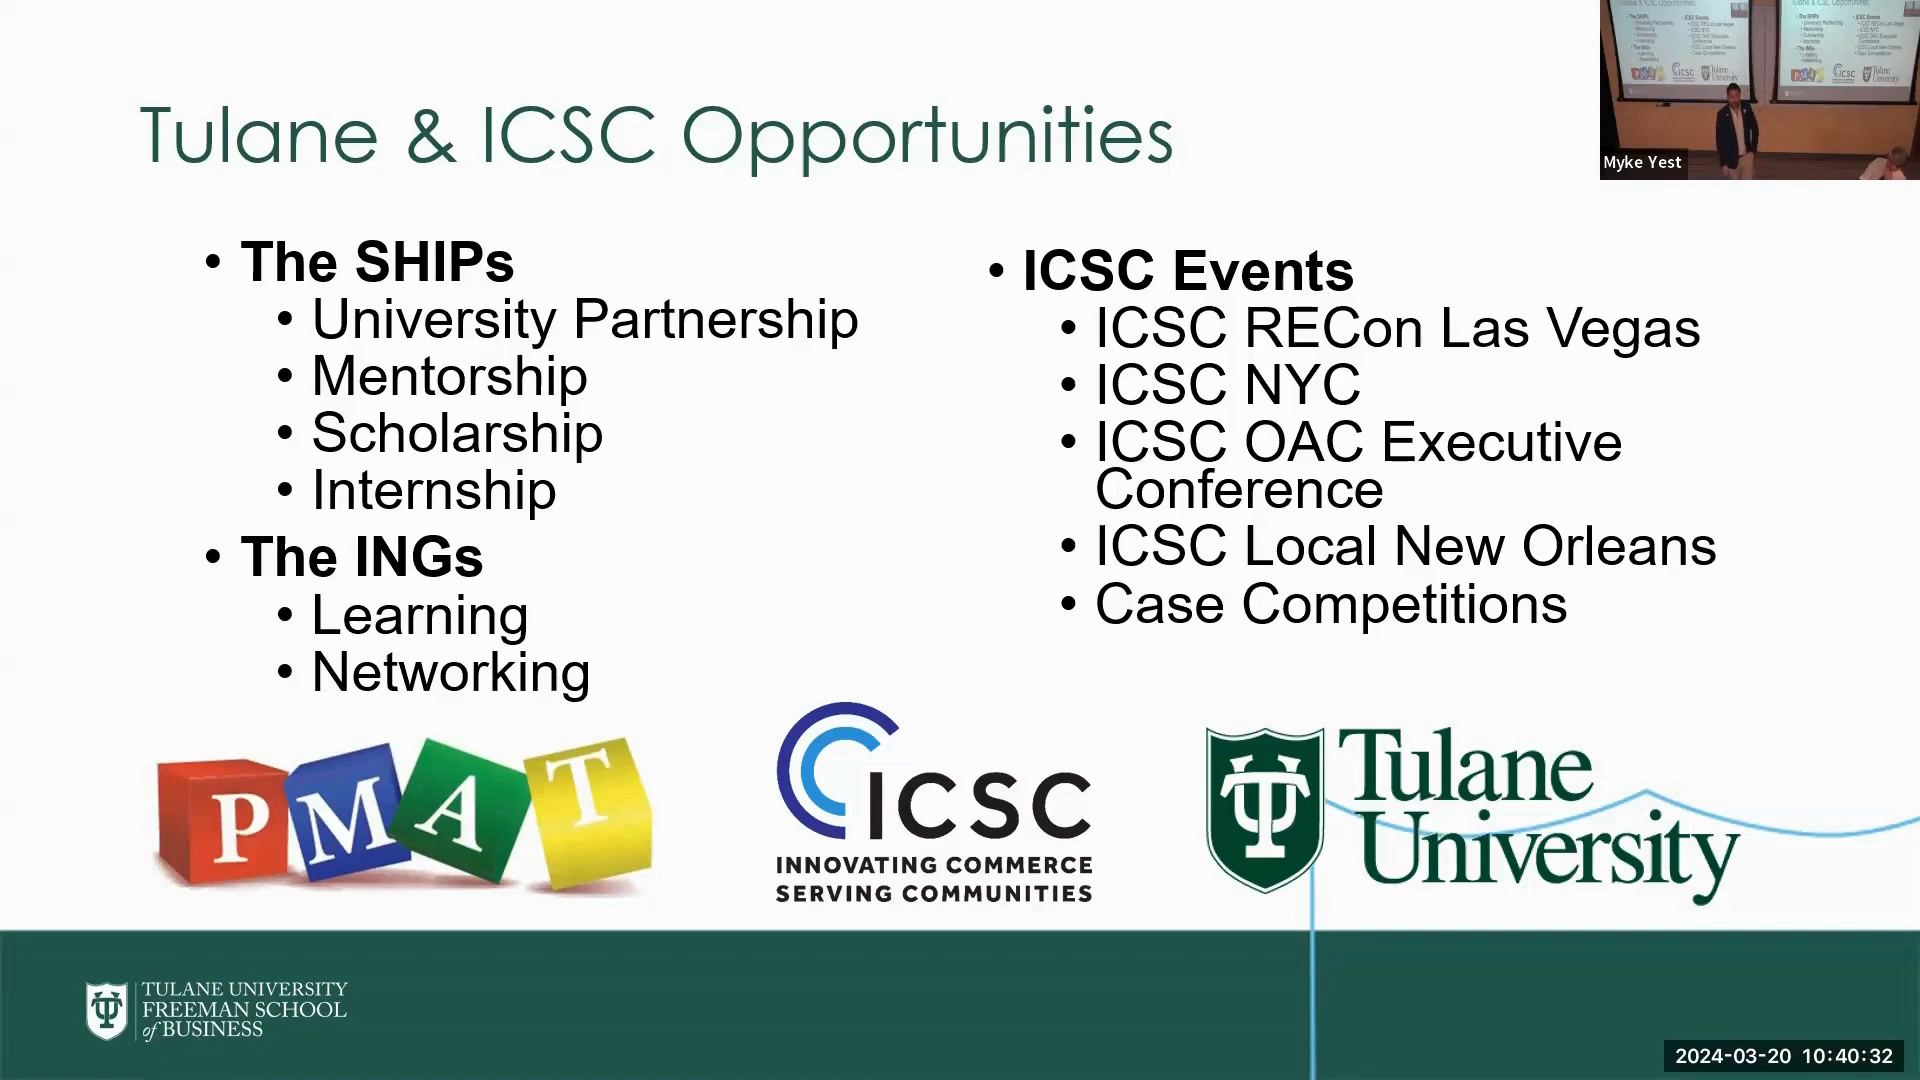 Tulane & ICSC Opportunities
Myke Yest
• The SHIPs
• University Partnership
• Mentorship
• Scholarship
• Internship
• The INGs
• Learning
• Networking
• ICSC Events
• ICSC RECon Las Vegas
• ICSC NYC
• ICSC OAC Executive
Conference
• ICSC Local New Orleans
• Case Competitions
PMAT
ICSC
INNOVATING COMMERCE
SERVING COMMUNITIES
Tulane
University
TULANE UNIVERSITY
FREEMAN SCHOOL
of BUSINESS
2024-03-20 10:40:32